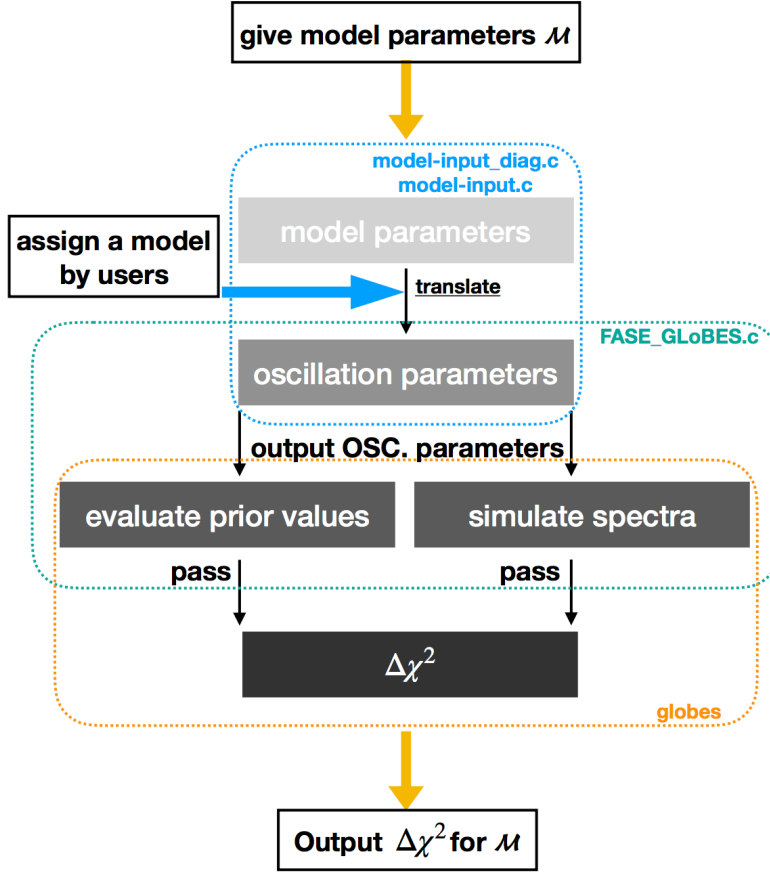 give model parameters ℳ
model-input_diag.c
model-input.c
model parameters
assign a model
by users
translate
FASE_GLoBES.c
oscillation parameters
output OSC. parameters
evaluate prior values
simulate spectra
pass
pass
Δχ²
globes
Output Δχ² for ℳ